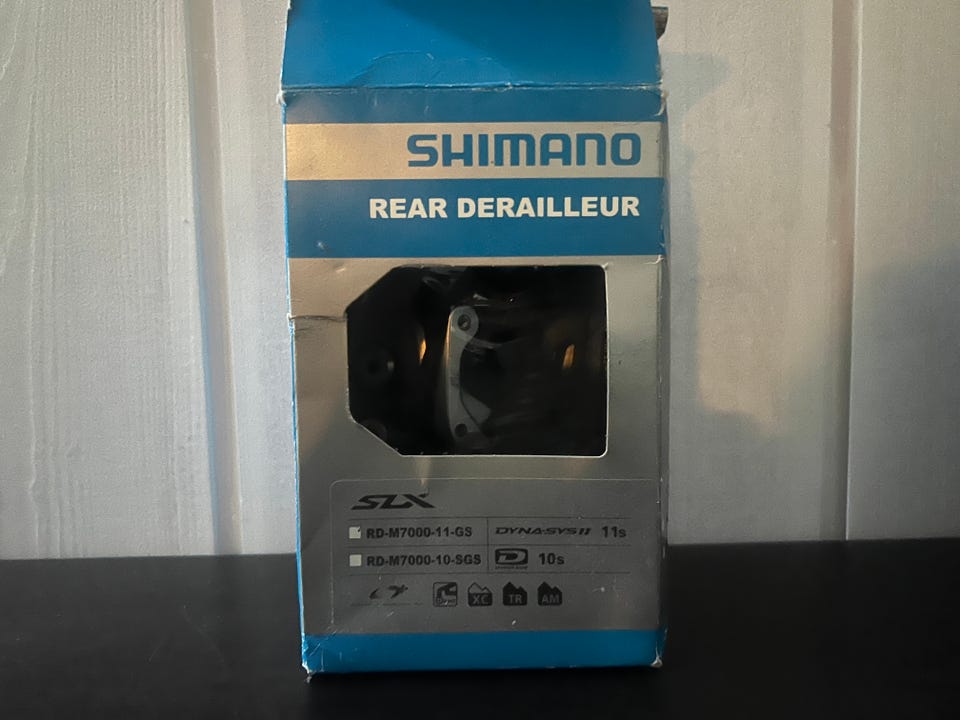 SHIMANO
REAR DERAILLEUR
SLX
RD-M7000-11-GS DYNA-SYS11 11s
RD-M7000-10-SGS D 10s
XC TR AM